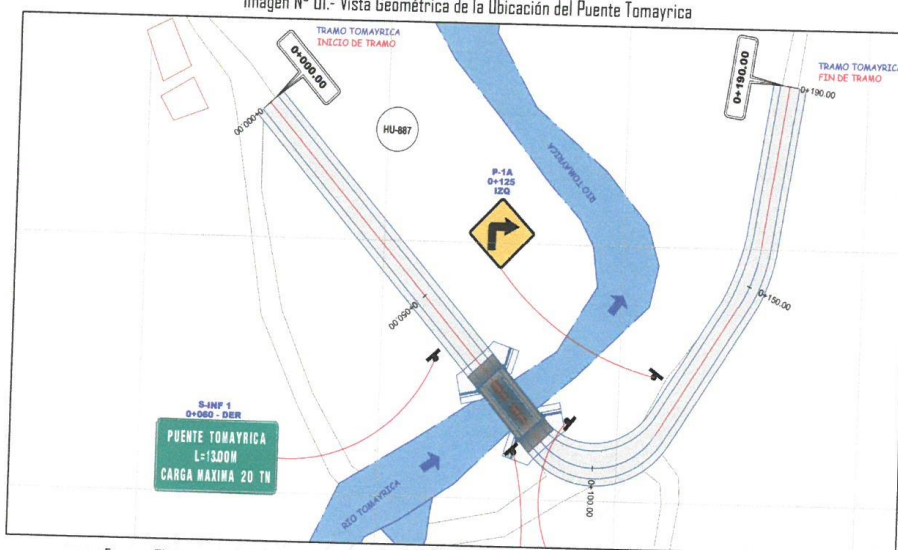 Imagen N° 01.- Vista Geométrica de la Ubicación del Puente Tomayrica
TRAMO TOMAYRICA
INICIO DE TRAMO
0+000.00
0+000.00
HU-887
RIO TOMAYRICA
0+190.00
TRAMO TOMAYRICA
FIN DE TRAMO
0+190.00
P-1A
0+125
IZQ
0+050.00
0+150.00
S-INF 1
0+060 - DER
PUENTE TOMAYRICA
L=13.00M
CARGA MAXIMA 20 TN
RIO TOMAYRICA
0+100.00